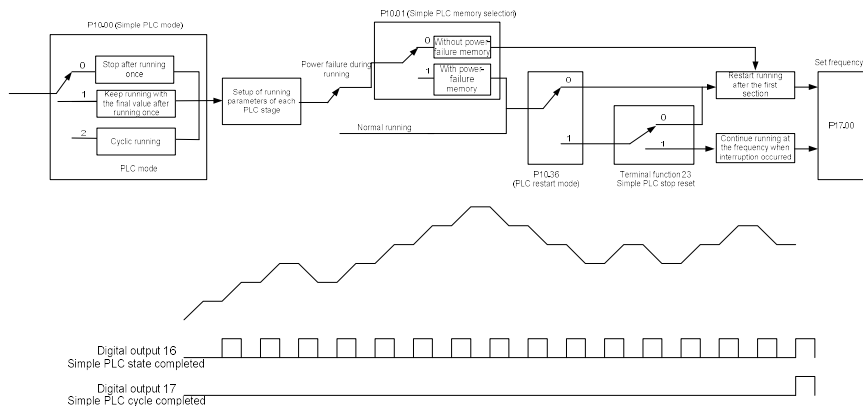 P10-00 (Simple PLC mode)
0
Stop after running
once
1
Keep running with
the final value after
running once
2
Cyclic running
PLC mode
Setup of running
parameters of each
PLC stage
Power failure during
running
Normal running
P10-01 (Simple PLC memory selection)
0
Without power-
failure memory
1
With power-
failure memory
0
1
P10-36
(PLC restart mode)
0
1
Terminal function 23
Simple PLC stop reset
Restart running
after the first
section
Continue running at
the frequency when
interruption occurred
Set frequency
P17-00
Digital output 16
Simple PLC state completed
Digital output 17
Simple PLC cycle completed